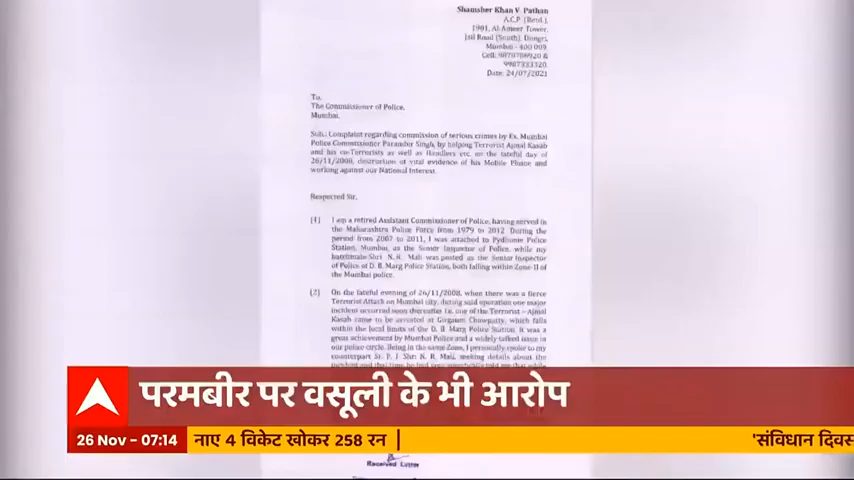 Shamsher Khan V. Pathan
A.C.P. (Retd.),
1901, Al-Ameer Tower,
Jail Road (South), Dongri,
Mumbai - 400 009.
Date: 24/07/2021
To,
The Commissioner of Police,
Mumbai.
Sub.: Complaint regarding commission of serious crimes by Ex. Mumbai
Police Commissioner Parambir Singh, by helping Terrorist Ajmal Kasab
and his co-Terrorists as well as Handlers etc. on the fateful day of
26/11/2008, destruction of vital evidence of his Mobile Phone and
working against our National Interest.
Respected Sir,
(1) I am a retired Assistant Commissioner of Police, having served in
the Maharashtra Police Force from 1979 to 2012. During the
period from 2007 to 2011, I was attached to Pydhonie Police
Station, Mumbai, as the Senior Inspector of Police, while my
batchmate Shri N. R. Mali was posted as the Senior Inspector
of Police of D. B. Marg Police Station, both falling within Zone-II of
the Mumbai police.
(2) On the fateful evening of 26/11/2008, when there was a fierce
Terrorist Attack on Mumbai city, during said operation one major
incident occurred soon thereafter i.e. one of the Terrorist - Ajmal
Kasab came to be arrested at Girgaum Chowpatty, which falls
within the local limits of the D. B. Marg Police Station. It was a
great achievement by Mumbai Police and a widely talked issue in
our police circle. Being in the same Zone, I personally spoke to my
counterpart Sr. P. I. Shri N. R. Mali, seeking details about the
परमबीर पर वसूली के भी आरोप
26 Nov - 07:14 नाए 4 विकेट खोकर 258 रन | 'संविधान दिवस
Received Letter